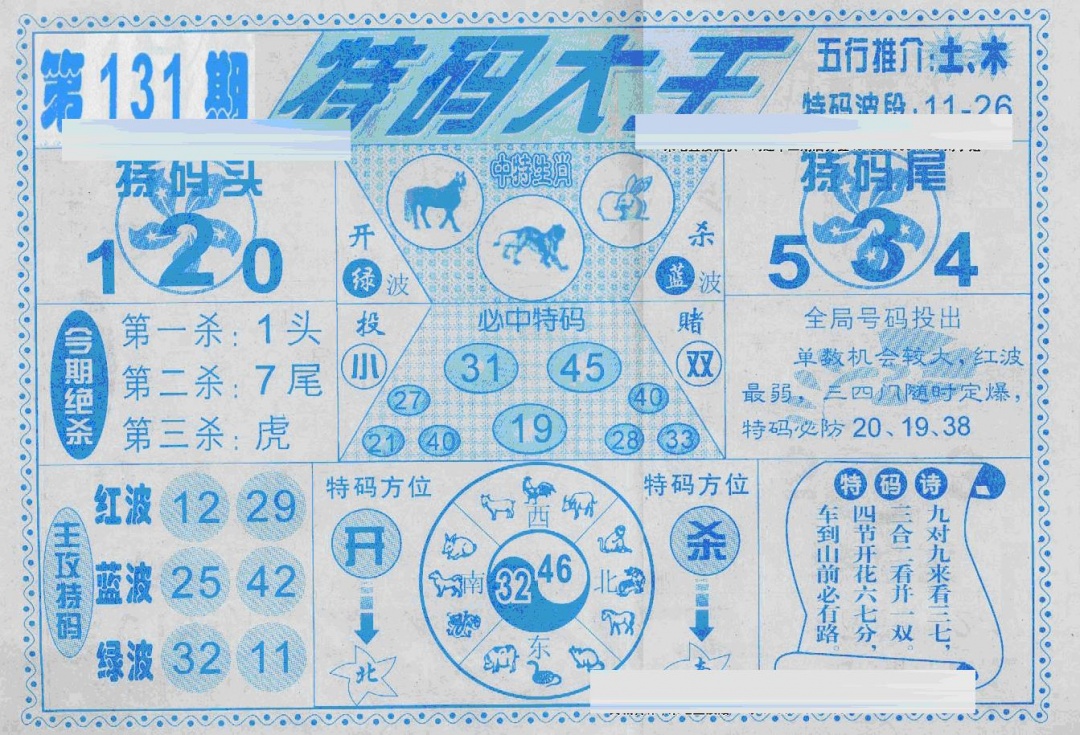 第131期
特码大王
五行推介:土、木
特码波段:11-26
特码头
1 2 0
中特生肖
开
绿波
杀
蓝波
特码尾
5 3 4
今期绝杀
第一杀:1头
第二杀:7尾
第三杀:虎
投
小
必中特码
31 45
27 40
19
21 40 28 33
赌
双
全局号码投出
单数机会较大,红波
最弱,三四门随时定爆,
特码必防20、19、38
主攻特码
红波 12 29
蓝波 25 42
绿波 32 11
特码方位
开
北
西
南
北
东
32 46
特码方位
杀
特码诗
九对九来看二七,
三合二看并一双。
四节开花六七分,
车到山前必有路。